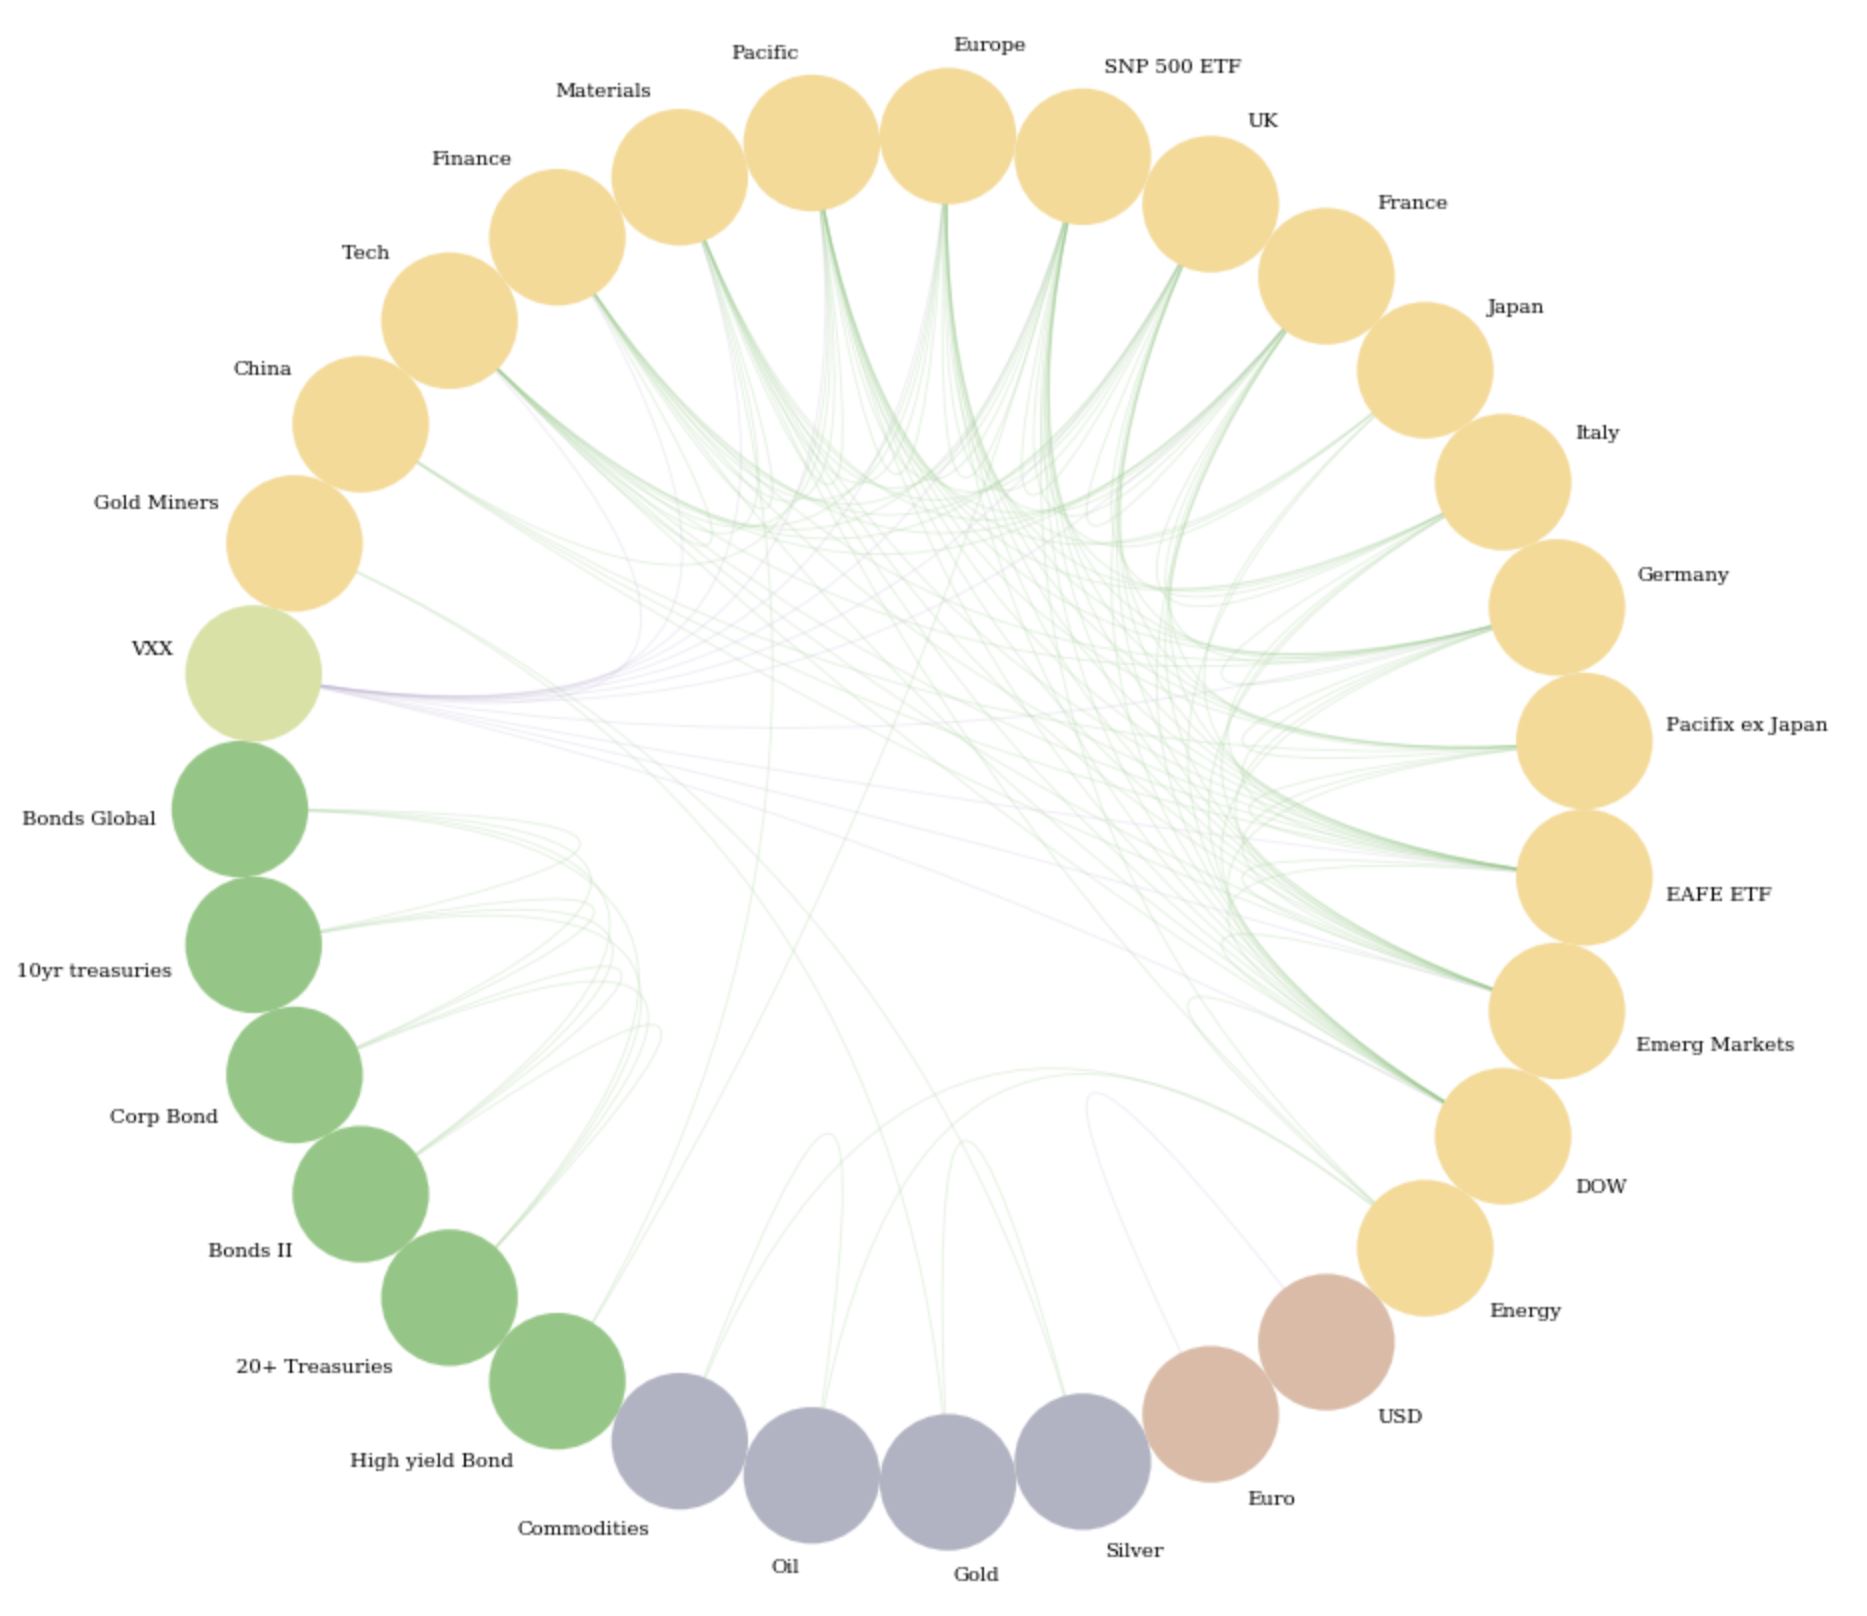 Europe
Pacific
SNP 500 ETF
Materials
UK
Finance
France
Tech
Japan
China
Italy
Gold Miners
Germany
VXX
Pacifix ex Japan
Bonds Global
EAFE ETF
10yr treasuries
Emerg Markets
Corp Bond
DOW
Bonds II
Energy
20+ Treasuries
USD
High yield Bond
Euro
Commodities
Silver
Oil
Gold